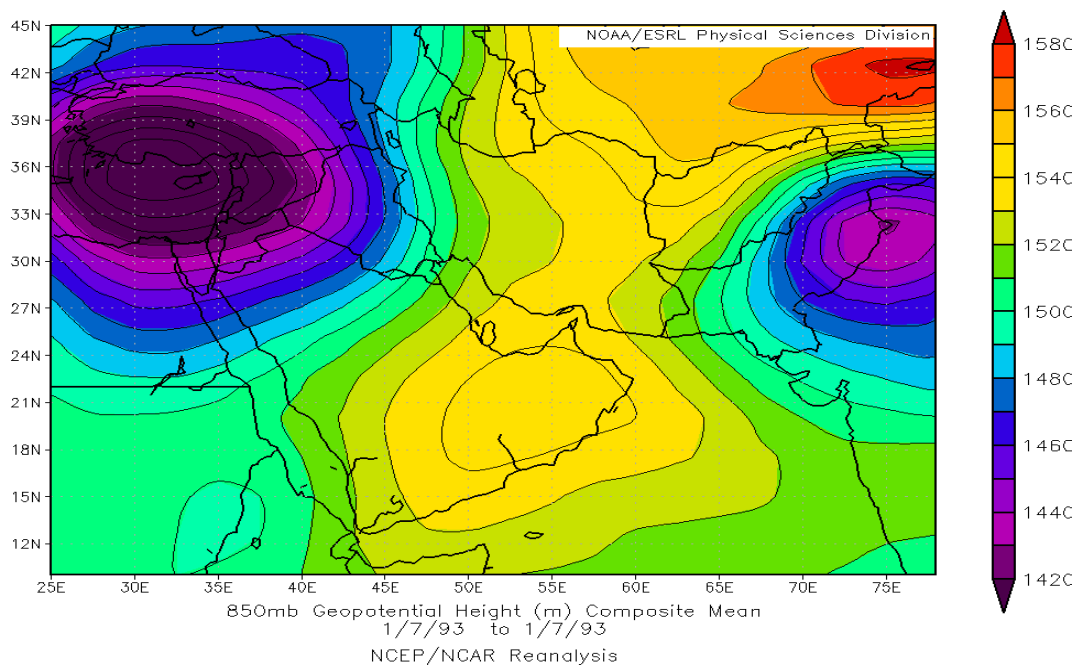 NOAA/ESRL Physical Sciences Division
45N
42N
39N
36N
33N
30N
27N
24N
21N
18N
15N
12N
25E 30E 35E 40E 45E 50E 55E 60E 65E 70E 75E
1580
1560
1540
1520
1500
1480
1460
1440
1420
850mb Geopotential Height (m) Composite Mean
1/7/93 to 1/7/93
NCEP/NCAR Reanalysis